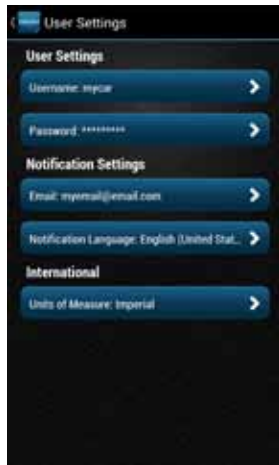 User Settings
User Settings
Username: mycar
Password: *********
Notification Settings
Email: myemail@email.com
Notification Language: English (United Stat...
International
Units of Measure: Imperial